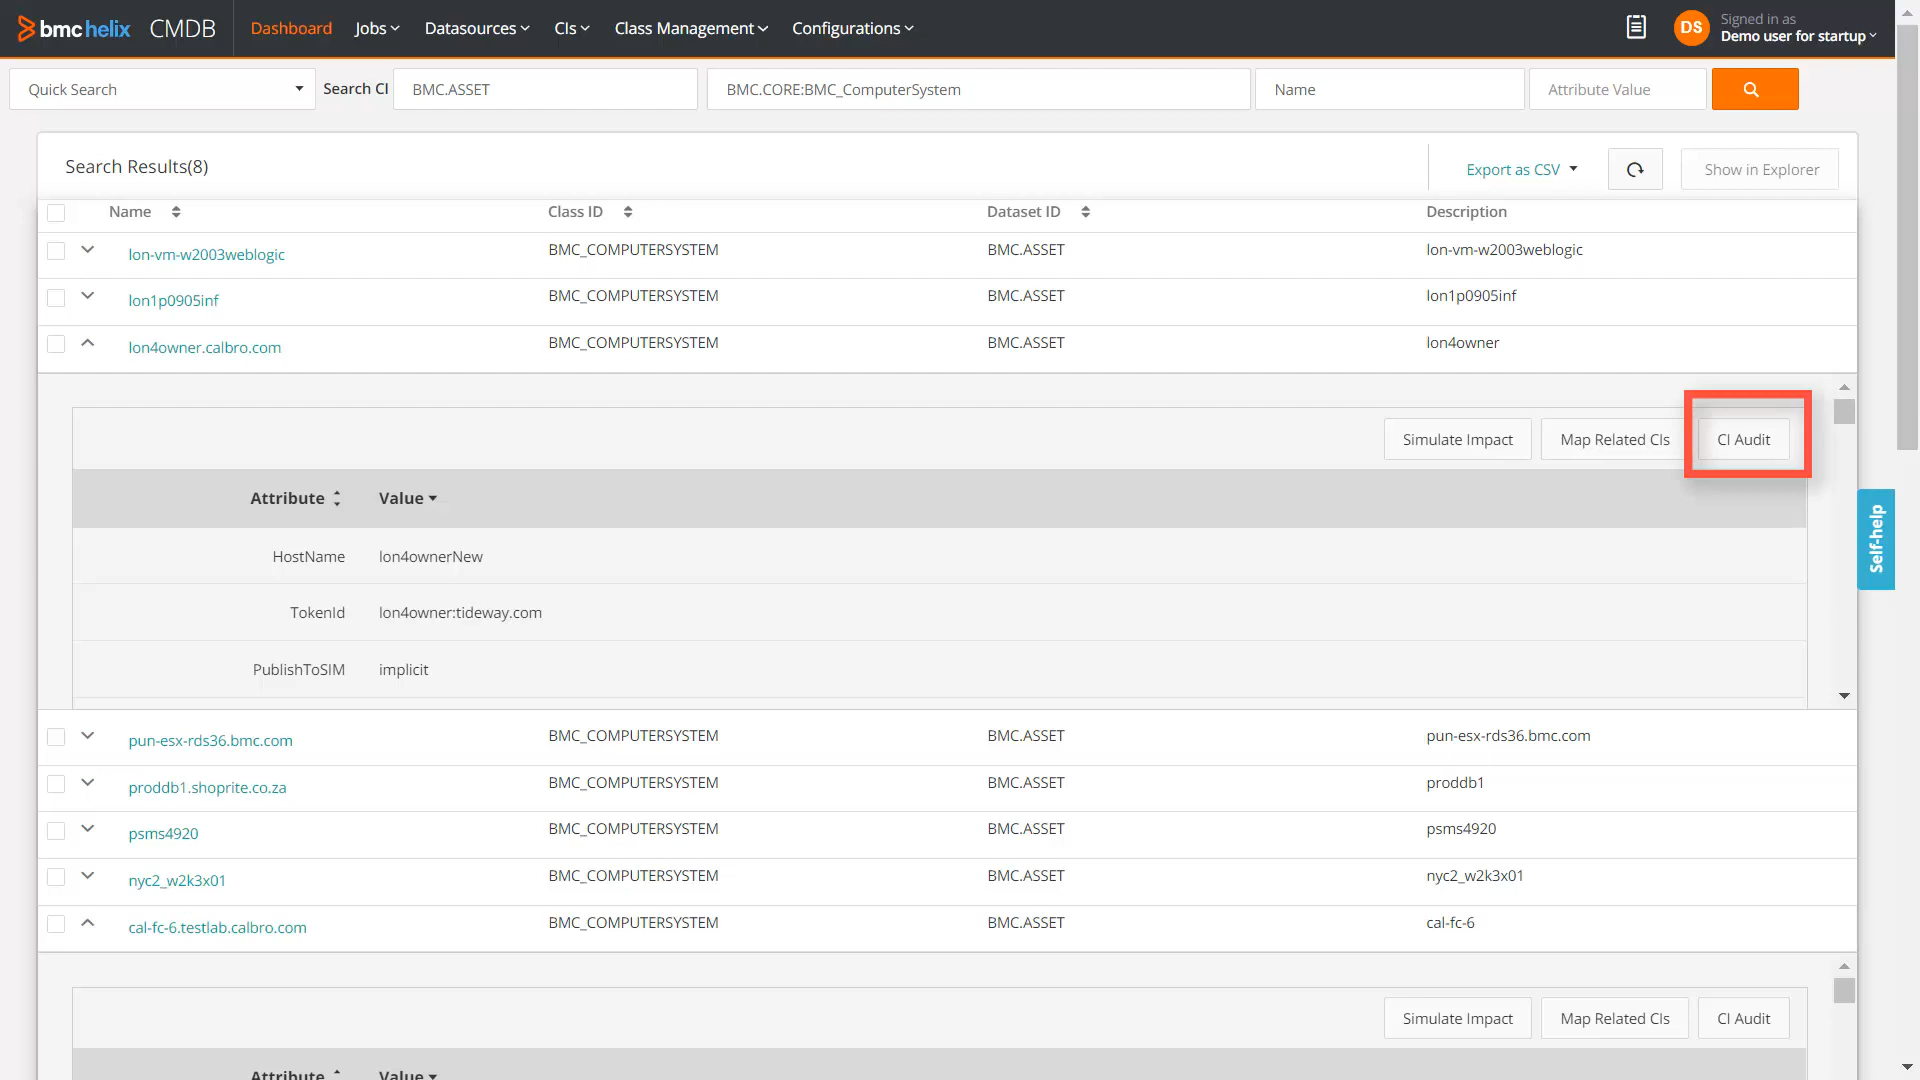 bmc helix CMDB Dashboard Jobs Datasources CIs Class Management Configurations DS Signed in as
Demo user for startup
Quick Search Search CI BMC.ASSET BMC.CORE:BMC_ComputerSystem Name Attribute Value
Search Results(8) Export as CSV Show in Explorer
Name Class ID Dataset ID Description
lon-vm-w2003weblogic BMC_COMPUTERSYSTEM BMC.ASSET lon-vm-w2003weblogic
lon1p0905inf BMC_COMPUTERSYSTEM BMC.ASSET lon1p0905inf
lon4owner.calbro.com BMC_COMPUTERSYSTEM BMC.ASSET lon4owner
Simulate Impact Map Related CIs CI Audit
Attribute Value
HostName lon4ownerNew
TokenId lon4owner:tideway.com
PublishToSIM implicit
Self-help
pun-esx-rds36.bmc.com BMC_COMPUTERSYSTEM BMC.ASSET pun-esx-rds36.bmc.com
proddb1.shoprite.co.za BMC_COMPUTERSYSTEM BMC.ASSET proddb1
psms4920 BMC_COMPUTERSYSTEM BMC.ASSET psms4920
nyc2_w2k3x01 BMC_COMPUTERSYSTEM BMC.ASSET nyc2_w2k3x01
cal-fc-6.testlab.calbro.com BMC_COMPUTERSYSTEM BMC.ASSET cal-fc-6
Simulate Impact Map Related CIs CI Audit
Attribute Value